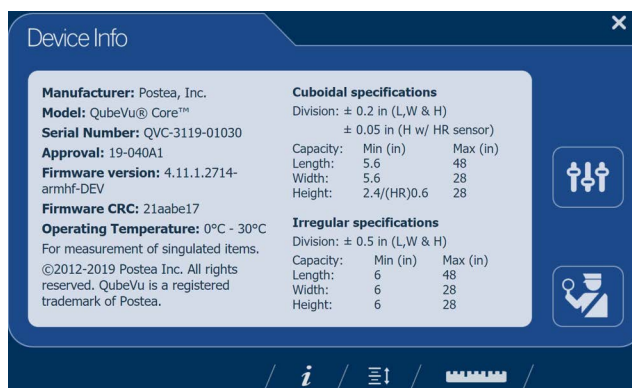 Device Info
Manufacturer: Postea, Inc.
Model: QubeVu® Core™
Serial Number: QVC-3119-01030
Approval: 19-040A1
Firmware version: 4.11.1.2714-
armhf-DEV
Firmware CRC: 21aabe17
Operating Temperature: 0°C - 30°C
For measurement of singulated items.
©2012-2019 Postea Inc. All rights
reserved. QubeVu is a registered
trademark of Postea.
Cuboidal specifications
Division: ± 0.2 in (L,W & H)
± 0.05 in (H w/ HR sensor)
Capacity: Min (in) Max (in)
Length: 5.6 48
Width: 5.6 28
Height: 2.4/(HR)0.6 28
Irregular specifications
Division: ± 0.5 in (L,W & H)
Capacity: Min (in) Max (in)
Length: 6 48
Width: 6 28
Height: 6 28